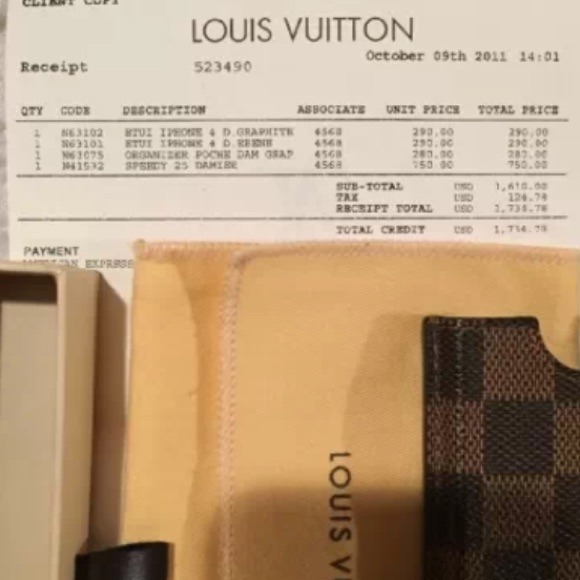 CLIENT COPY
LOUIS VUITTON
October 09th 2011 14:01
Receipt 523490
QTY CODE DESCRIPTION ASSOCIATE UNIT PRICE TOTAL PRICE
1 N63102 ETUI IPHONE 4 D.GRAPHITE 4568 290.00 290.00
1 N63101 ETUI IPHONE 4 D.EBENE 4568 290.00 290.00
1 N63075 ORGANIZER POCHE DAM GRAP 4568 280.00 280.00
1 N41532 SPEEDY 25 DAMIER 4568 750.00 750.00
SUB-TOTAL USD 1,610.00
TAX USD 124.78
RECEIPT TOTAL USD 1,734.78
TOTAL CREDIT USD 1,734.78
PAYMENT
AMERICAN EXPRESS
LOUIS V